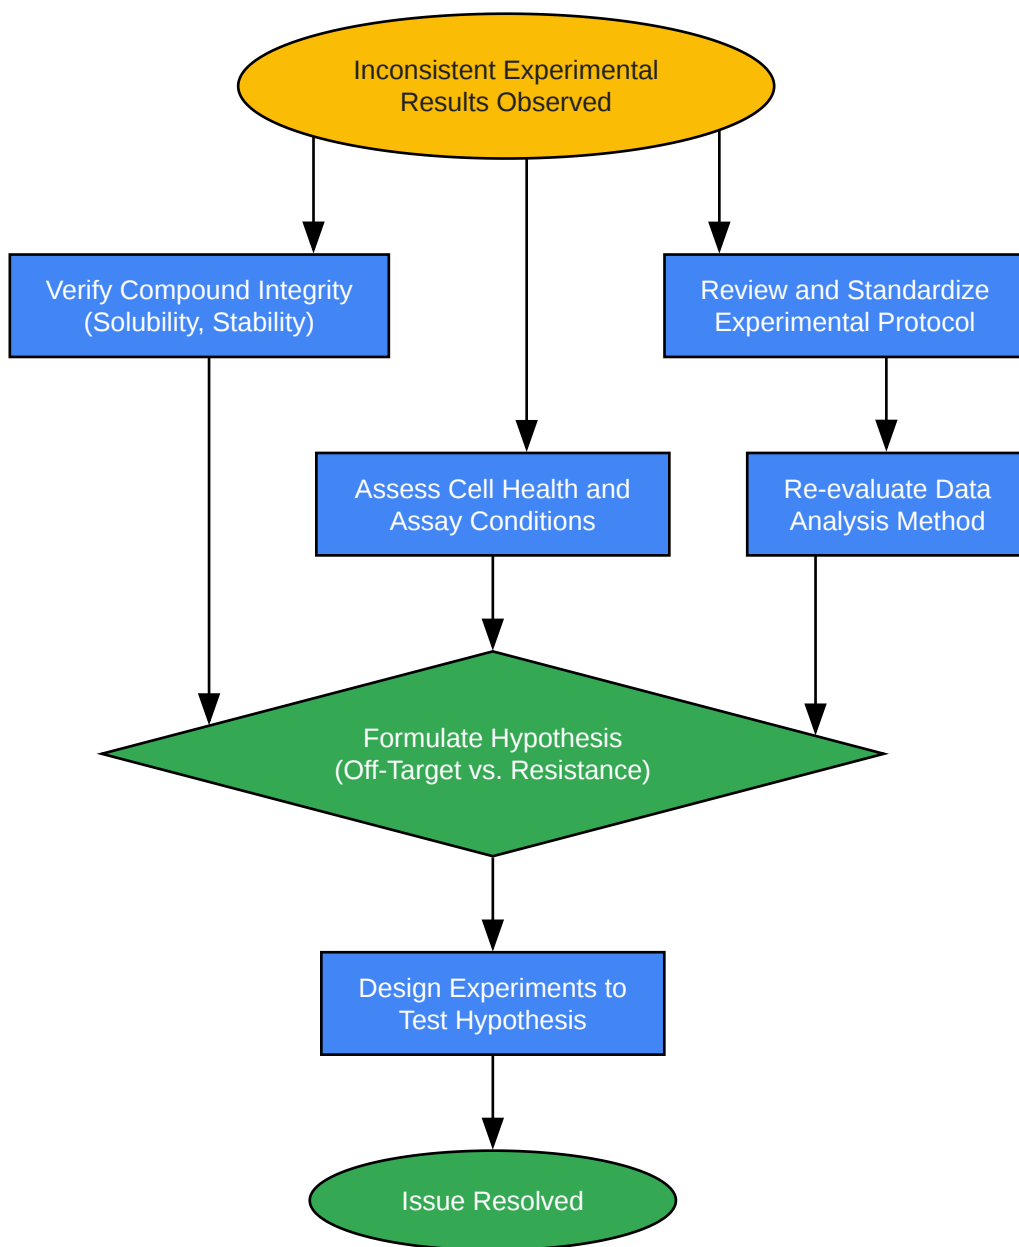 Inconsistent Experimental
Results Observed
Verify Compound Integrity
(Solubility, Stability)
Review and Standardize
Experimental Protocol
Assess Cell Health and
Assay Conditions
Re-evaluate Data
Analysis Method
Formulate Hypothesis
(Off-Target vs. Resistance)
Design Experiments to
Test Hypothesis
Issue Resolved